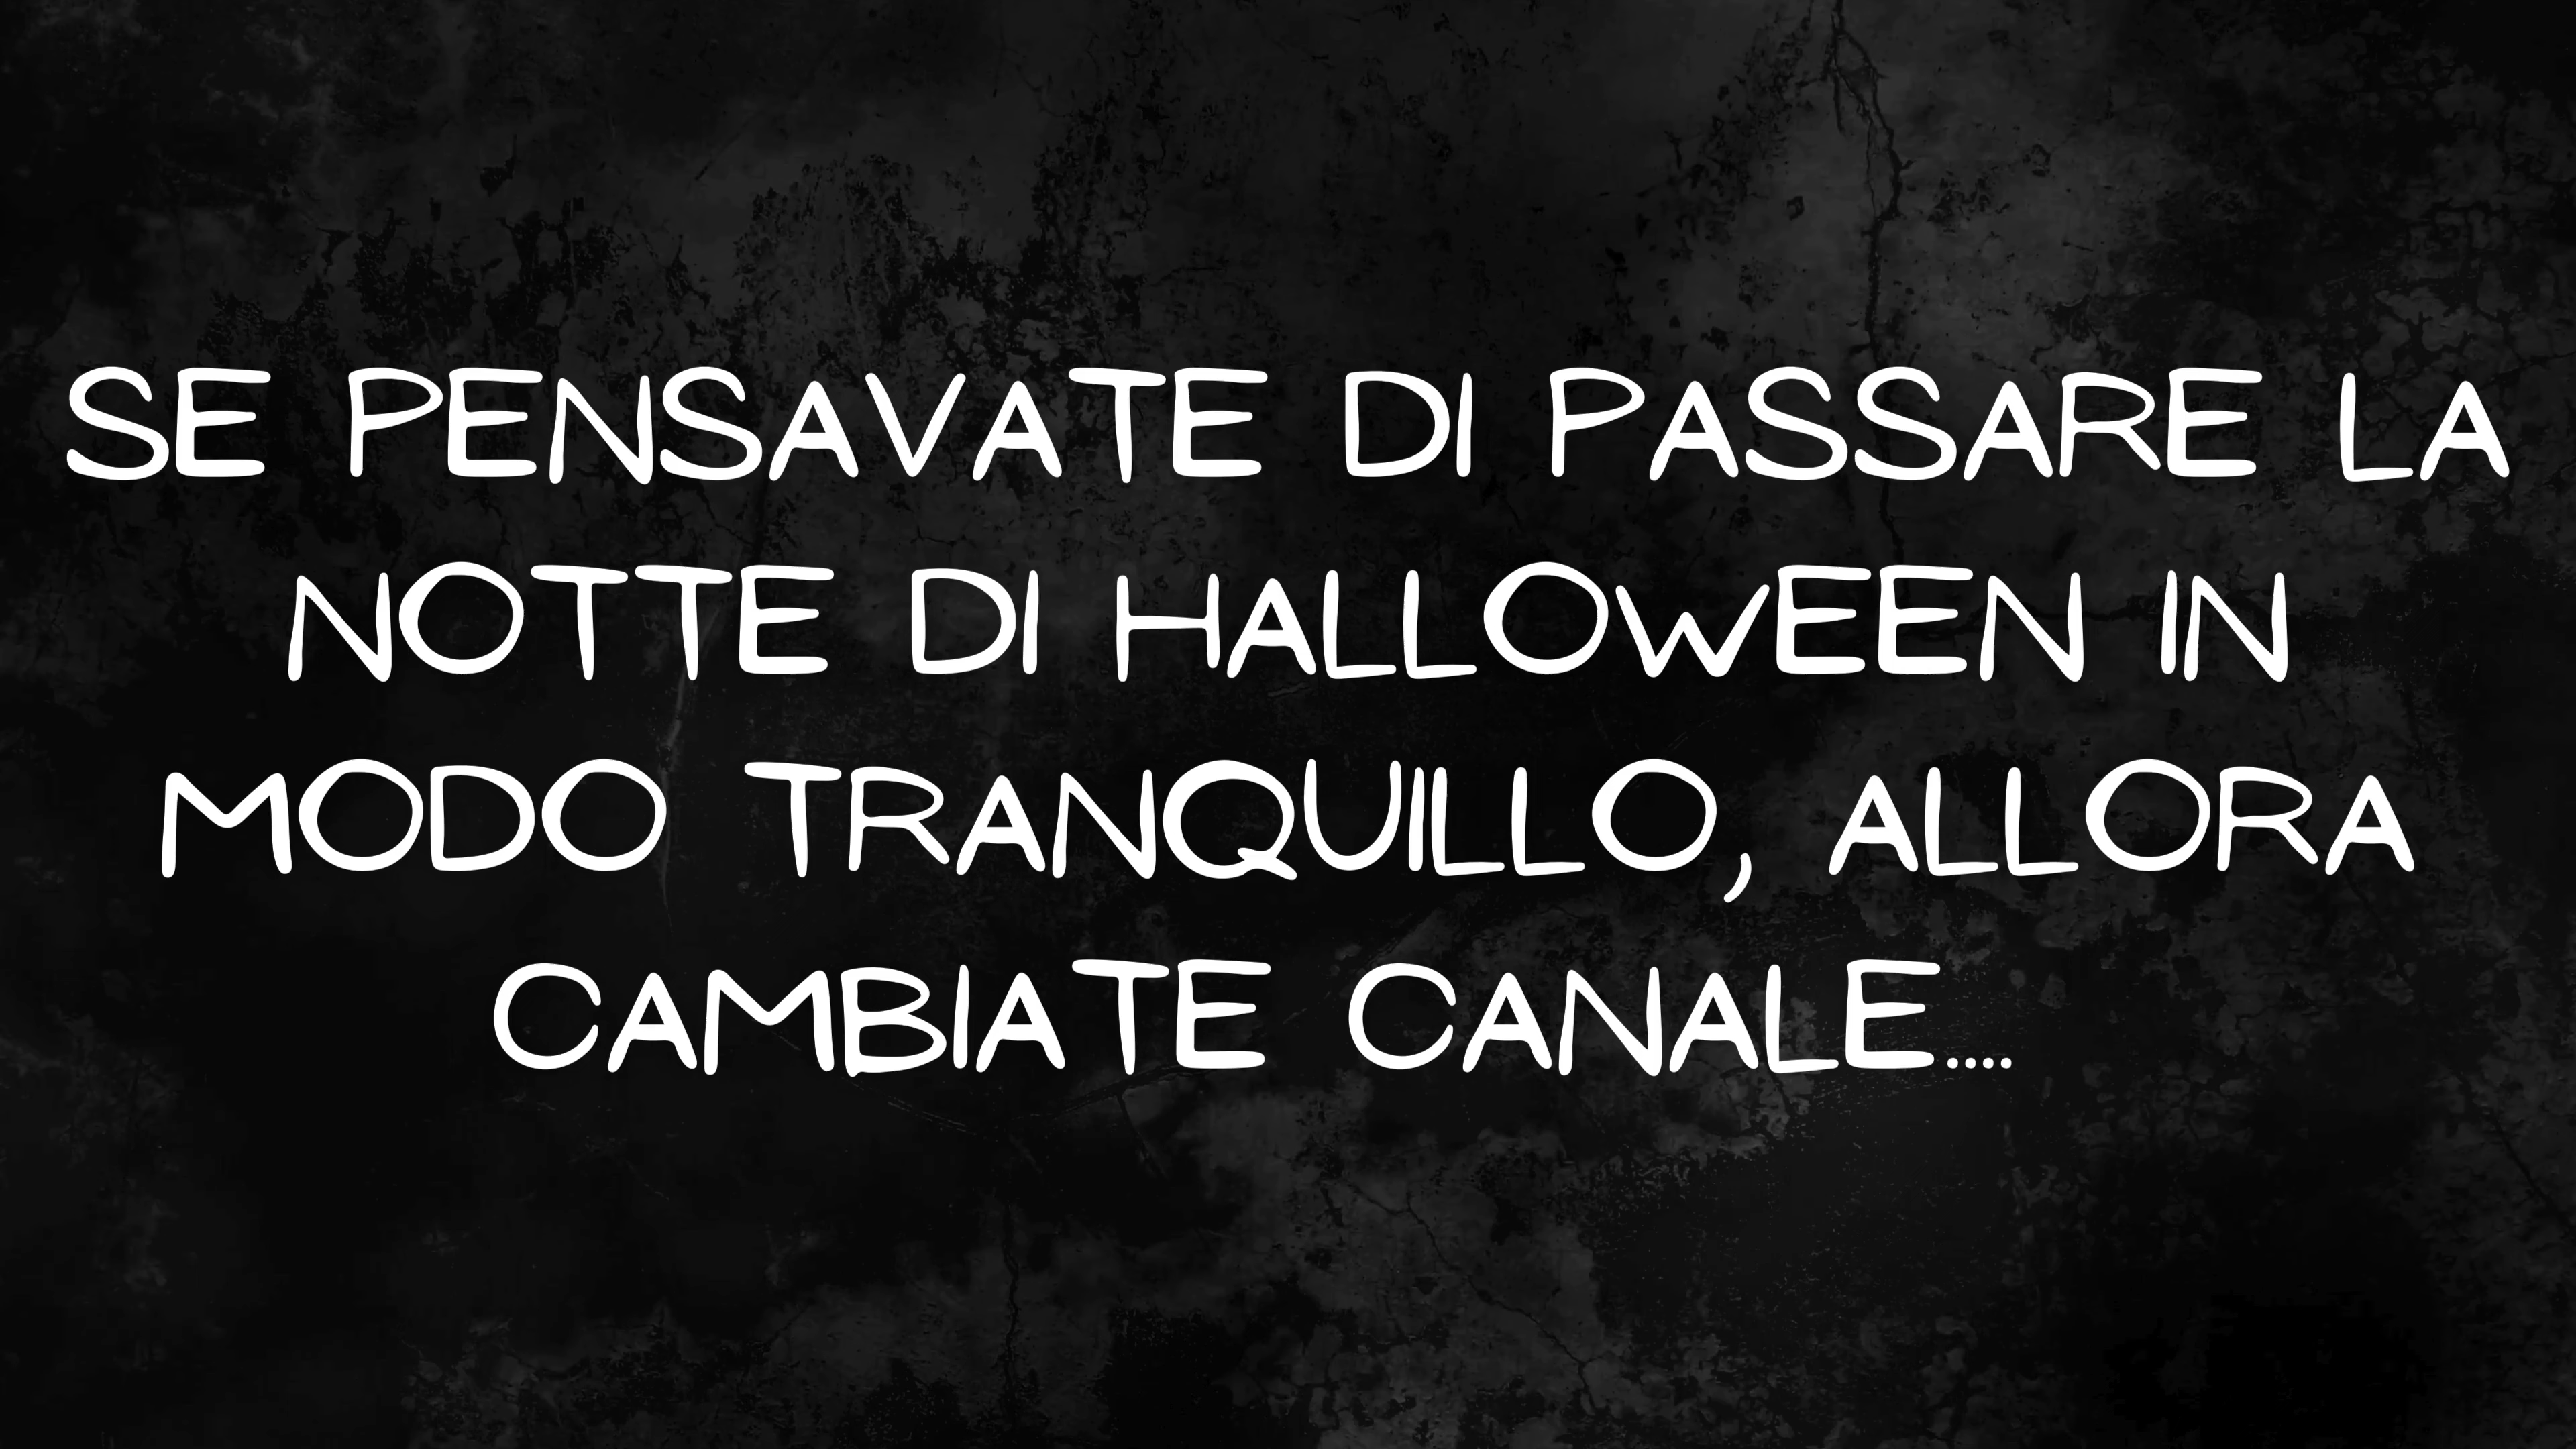 SE PENSAVATE DI PASSARE LA
NOTTE DI HALLOWEEN IN
MODO TRANQUILLO, ALLORA
CAMBIATE CANALE....